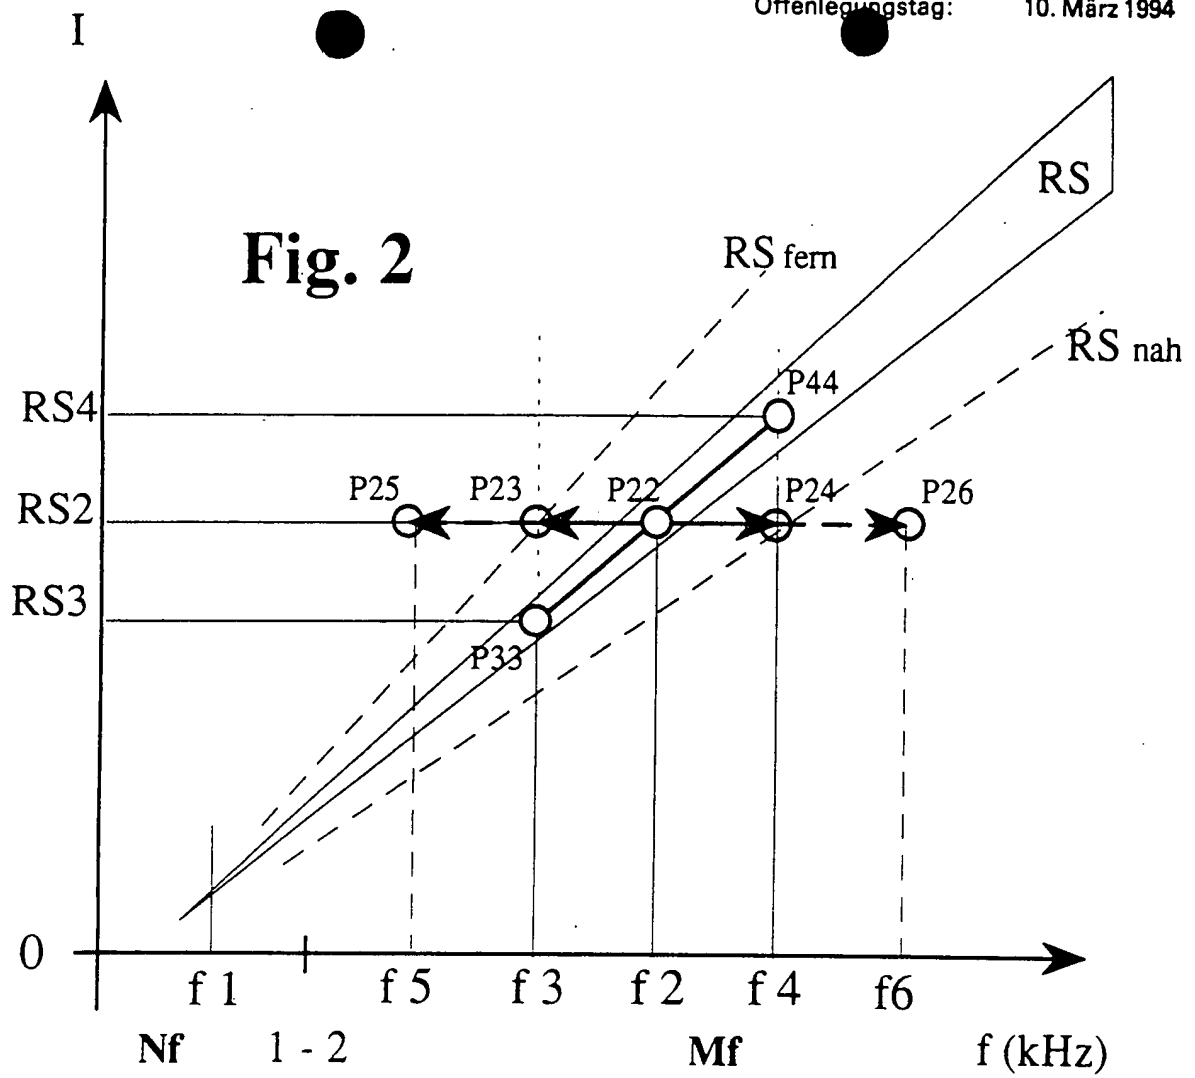 Offenlegungstag: 10. März 1994
I
RS
Fig. 2
RS fern
RS nah
P44
RS4
P25 P23 P22 P24 P26
RS2
RS3
P33
0
f 1 f 5 f 3 f 2 f 4 f6
Nf 1 - 2 Mf f (kHz)